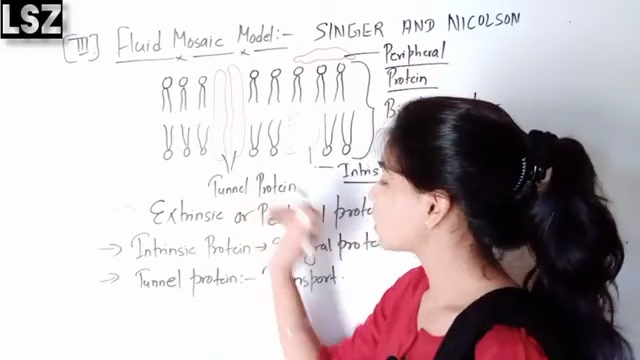 LSZ
[III] Fluid Mosaic Model:- SINGER AND NICOLSON
Peripheral
Protein
Tunnel Protein
Extrinsic or
→ Intrinsic Protein →
→ Tunnel protein:-